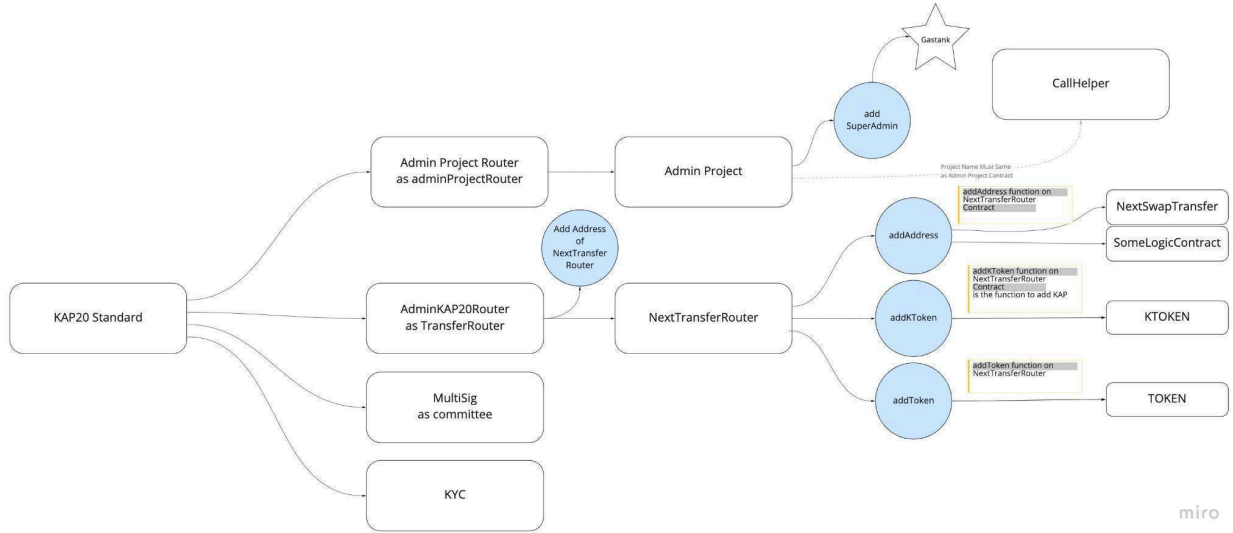 Gastank
CallHelper
add
SuperAdmin
Admin Project Router
as adminProjectRouter
Admin Project
Project Name Must Same
as Admin Project Contract
addAddress function on
NextTransferRouter
Contract
NextSwapTransfer
Add Address
of
NextTransfer
Router
addAddress
SomeLogicContract
addKToken function on
NextTransferRouter
Contract
is the function to add KAP
KAP20 Standard
AdminKAP20Router
as TransferRouter
NextTransferRouter
addKToken
KTOKEN
addToken function on
NextTransferRouter
MultiSig
as committee
addToken
TOKEN
KYC
miro